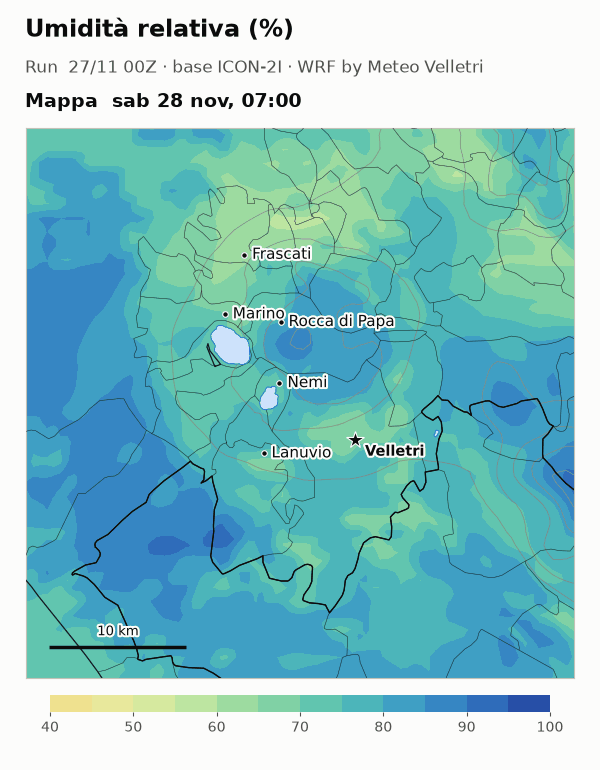 Umidità relativa (%)
Run  27/11 00Z · base ICON-2I · WRF by Meteo Velletri
Mappa  sab 28 nov, 07:00
Frascati
Marino
Rocca di Papa
Nemi
Velletri
Lanuvio
10 km
40 50 60 70 80 90 100